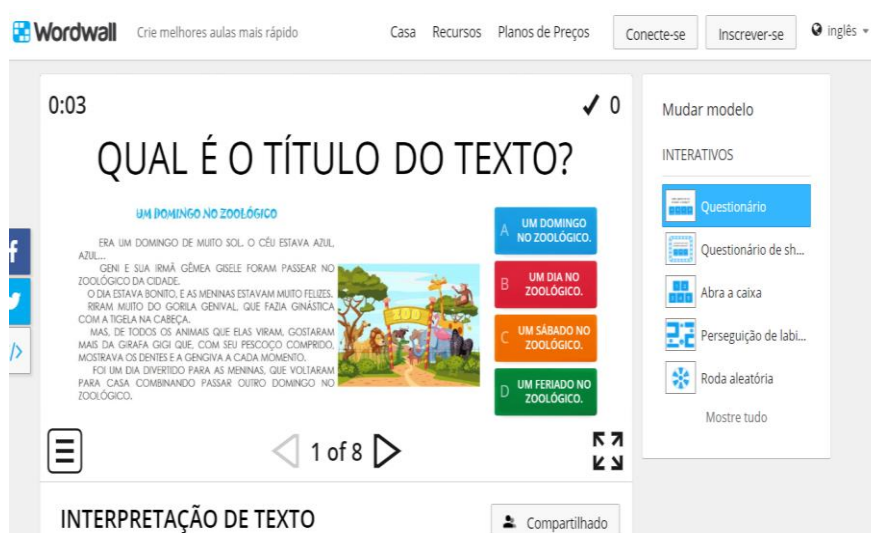 Wordwall Crie melhores aulas mais rápido Casa Recursos Planos de Preços Conecte-se Inscrever-se inglês
0:03 0
QUAL É O TÍTULO DO TEXTO?
UM DOMINGO NO ZOOLÓGICO
ERA UM DOMINGO DE MUITO SOL. O CÉU ESTAVA AZUL,
AZUL...
GENI E SUA IRMÃ GÊMEA GISELE FORAM PASSEAR NO
ZOOLÓGICO DA CIDADE.
O DIA ESTAVA BONITO, E AS MENINAS ESTAVAM MUITO FELIZES.
RIRAM MUITO DO GORILA GENIVAL, QUE FAZIA GINÁSTICA
COM A TIGELA NA CABEÇA.
MAS, DE TODOS OS ANIMAIS QUE ELAS VIRAM, GOSTARAM
MAIS DA GIRAFA GIGI QUE, COM SEU PESCOÇO COMPRIDO,
MOSTRAVA OS DENTES E A GENGIVA A CADA MOMENTO.
FOI UM DIA DIVERTIDO PARA AS MENINAS, QUE VOLTARAM
PARA CASA COMBINANDO PASSAR OUTRO DOMINGO NO
ZOOLÓGICO.
ZOO
A UM DOMINGO
NO ZOOLÓGICO.
B UM DIA NO
ZOOLÓGICO.
C UM SÁBADO NO
ZOOLÓGICO.
D UM FERIADO NO
ZOOLÓGICO.
1 of 8
INTERPRETAÇÃO DE TEXTO
Compartilhado
Mudar modelo
INTERATIVOS
Questionário
Questionário de sh...
Abra a caixa
Perseguição de labi...
Roda aleatória
Mostre tudo